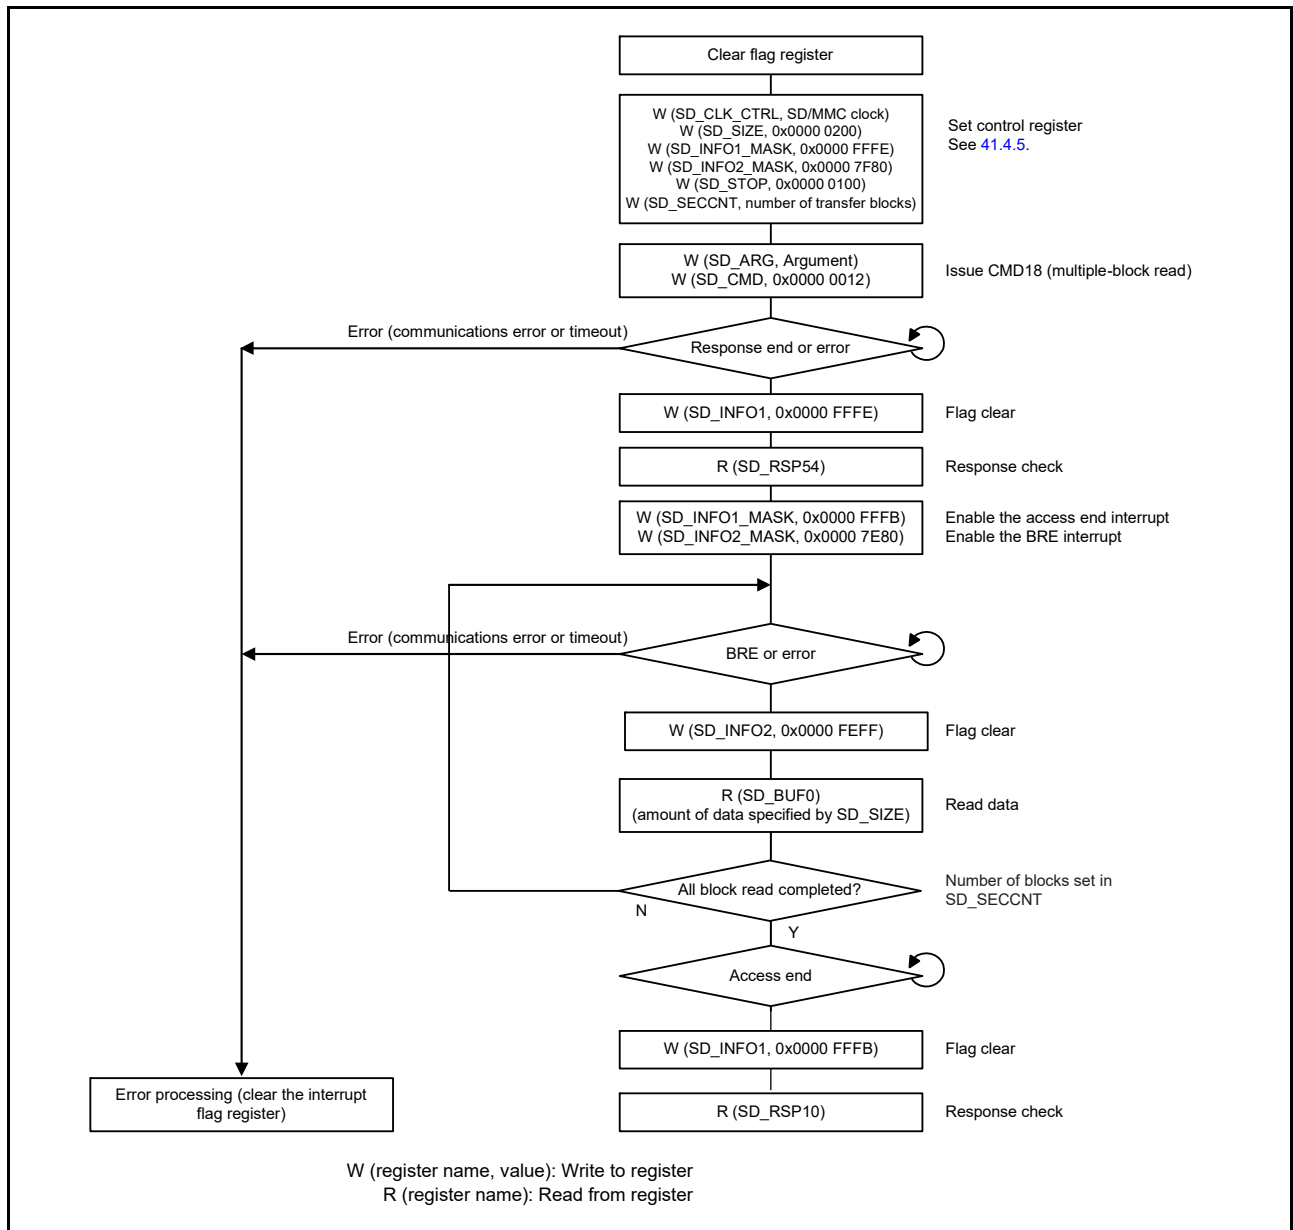 Clear flag register
W (SD_CLK_CTRL, SD/MMC clock)
W (SD_SIZE, 0x0000 0200)
W (SD_INFO1_MASK, 0x0000 FFFE)
W (SD_INFO2_MASK, 0x0000 7F80)
W (SD_STOP, 0x0000 0100)
W (SD_SECCNT, number of transfer blocks)
Set control register
See 41.4.5.
W (SD_ARG, Argument)
W (SD_CMD, 0x0000 0012)
Issue CMD18 (multiple-block read)
Error (communications error or timeout)
Response end or error
W (SD_INFO1, 0x0000 FFFE)
Flag clear
R (SD_RSP54)
Response check
W (SD_INFO1_MASK, 0x0000 FFFB)
W (SD_INFO2_MASK, 0x0000 7E80)
Enable the access end interrupt
Enable the BRE interrupt
Error (communications error or timeout)
BRE or error
W (SD_INFO2, 0x0000 FEFF)
Flag clear
R (SD_BUF0)
(amount of data specified by SD_SIZE)
Read data
All block read completed?
Number of blocks set in
SD_SECCNT
N
Y
Access end
W (SD_INFO1, 0x0000 FFFB)
Flag clear
Error processing (clear the interrupt
flag register)
R (SD_RSP10)
Response check
W (register name, value): Write to register
R (register name): Read from register